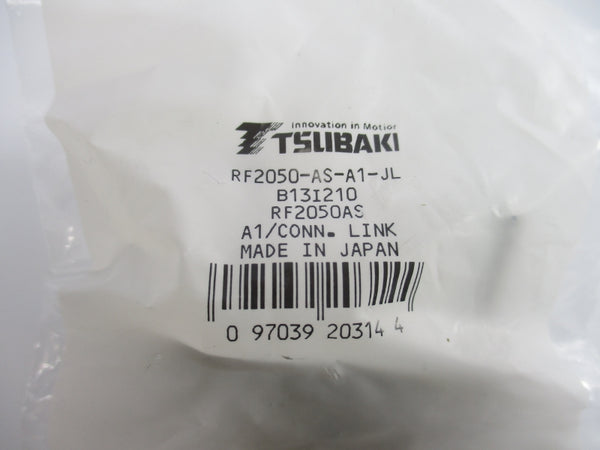 Innovation in Motion
TSUBAKI
RF2050-AS-A1-JL
B13I210
RF2050AS
A1/CONN. LINK
MADE IN JAPAN
0 97039 20314 4